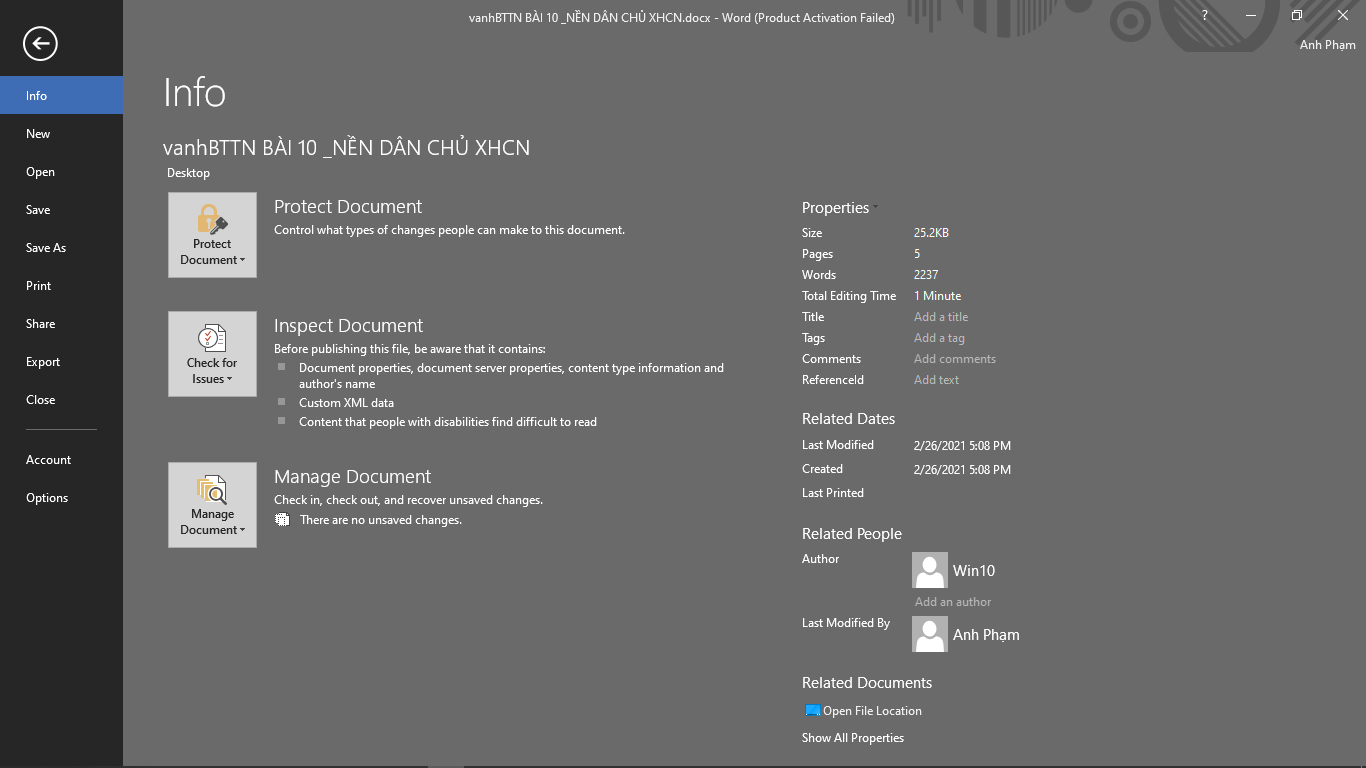 vanhBTTN BÀI 10 _NỀN DÂN CHỦ XHCN.docx - Word (Product Activation Failed)
?
Anh Phạm
Info
New
Open
Save
Save As
Print
Share
Export
Close
Account
Options
Info
vanhBTTN BÀI 10 _NỀN DÂN CHỦ XHCN
Desktop
Protect
Document
Protect Document
Control what types of changes people can make to this document.
Check for
Issues
Inspect Document
Before publishing this file, be aware that it contains:
Document properties, document server properties, content type information and
author's name
Custom XML data
Content that people with disabilities find difficult to read
Manage
Document
Manage Document
Check in, check out, and recover unsaved changes.
There are no unsaved changes.
Properties
Size 25.2KB
Pages 5
Words 2237
Total Editing Time 1 Minute
Title Add a title
Tags Add a tag
Comments Add comments
ReferenceId Add text
Related Dates
Last Modified 2/26/2021 5:08 PM
Created 2/26/2021 5:08 PM
Last Printed
Related People
Author Win10
Add an author
Last Modified By Anh Phạm
Related Documents
Open File Location
Show All Properties